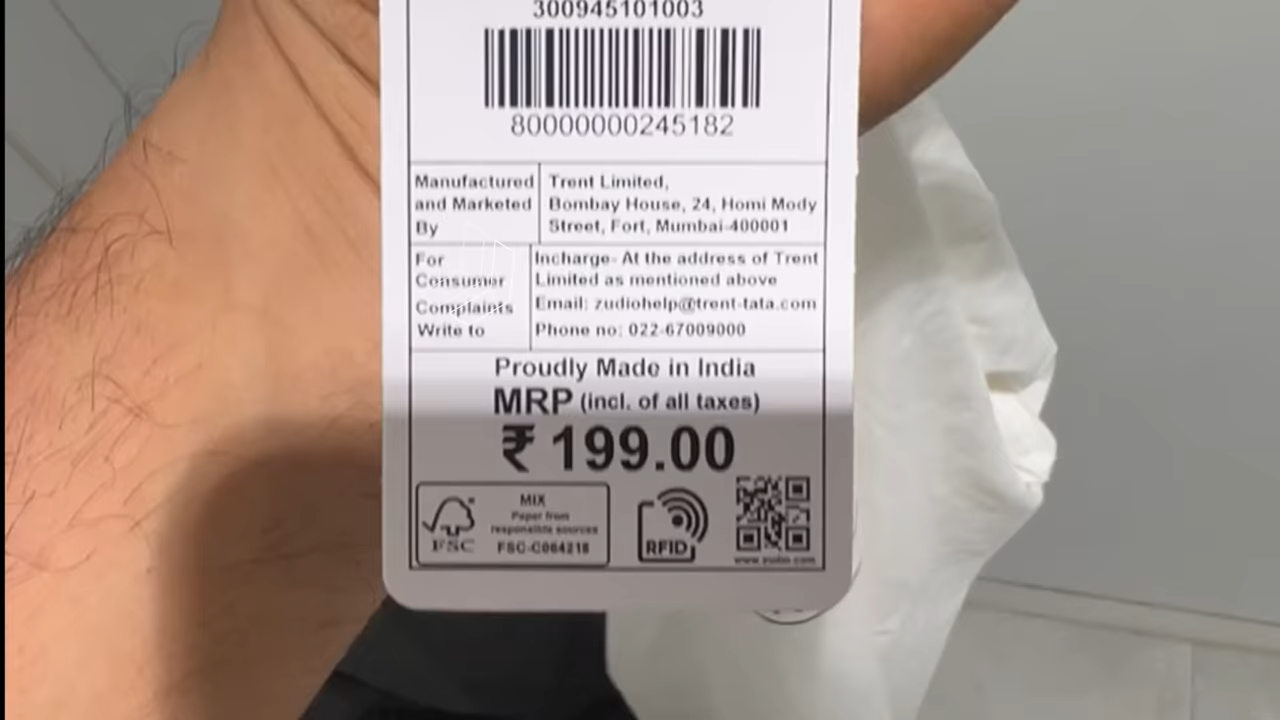 300945101003
80000000245182
Manufactured and Marketed By
Trent Limited,
Bombay House, 24, Homi Mody
Street, Fort, Mumbai-400001
For Consumer Complaints Write to
Incharge- At the address of Trent
Limited as mentioned above
Email: zudiohelp@trent-tata.com
Phone no: 022-67009000
Proudly Made in India
MRP (incl. of all taxes)
₹ 199.00
MIX
Paper from
responsible sources
FSC
FSC-C064218
RFID
www.zudio.com